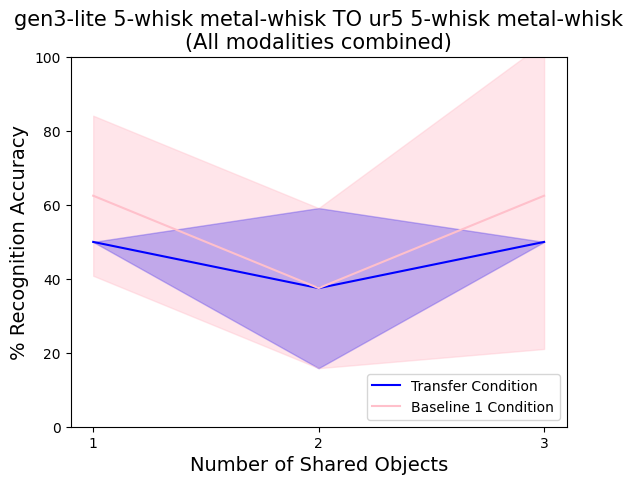 gen3-lite 5-whisk metal-whisk TO ur5 5-whisk metal-whisk
(All modalities combined)
% Recognition Accuracy
100
80
60
40
20
0
1
2
3
Number of Shared Objects
Transfer Condition
Baseline 1 Condition